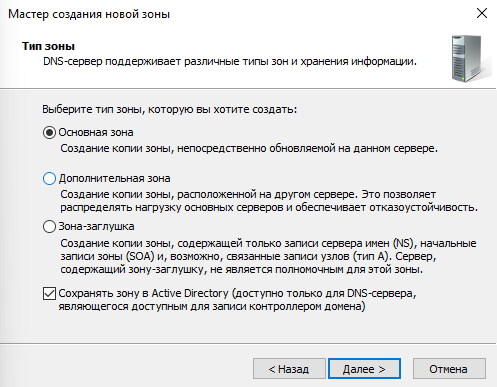 Мастер создания новой зоны
Тип зоны
DNS-сервер поддерживает различные типы зон и хранения информации.
Выберите тип зоны, которую вы хотите создать:
Основная зона
Создание копии зоны, непосредственно обновляемой на данном сервере.
Дополнительная зона
Создание копии зоны, расположенной на другом сервере. Это позволяет
распределять нагрузку основных серверов и обеспечивает отказоустойчивость.
Зона-заглушка
Создание копии зоны, содержащей только записи сервера имен (NS), начальные
записи зоны (SOA) и, возможно, связанные записи узлов (тип A). Сервер,
содержащий зону-заглушку, не является полномочным для этой зоны.
Сохранять зону в Active Directory (доступно только для DNS-сервера,
являющегося доступным для записи контроллером домена)
< Назад Далее > Отмена